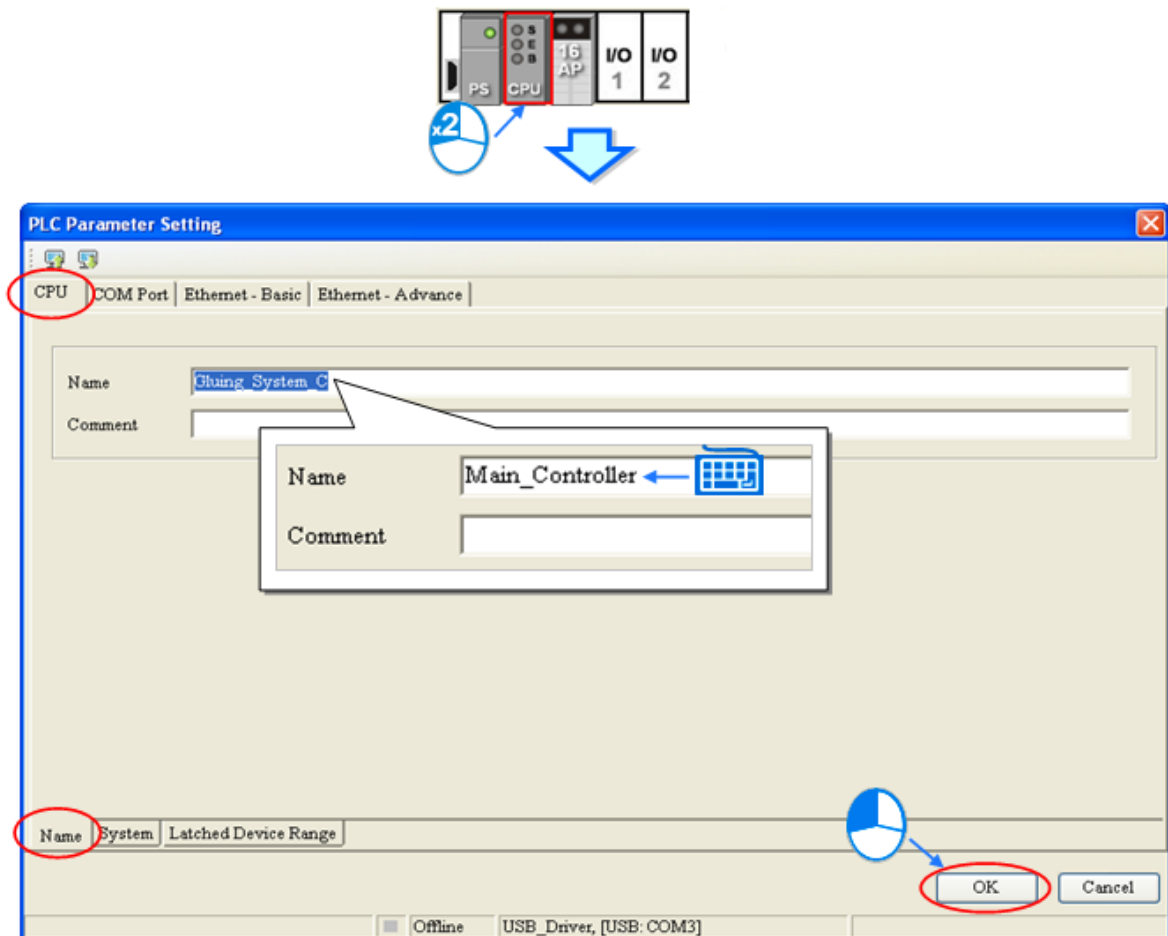 S
E
B
16
AP
I/O
1
I/O
2
PS
CPU
x2
PLC Parameter Setting
CPU
COM Port
Ethernet - Basic
Ethernet - Advance
Name
Gluing_System_C
Comment
Name
Main_Controller
Comment
Name
System
Latched Device Range
OK
Cancel
Offline
USB_Driver, [USB: COM3]